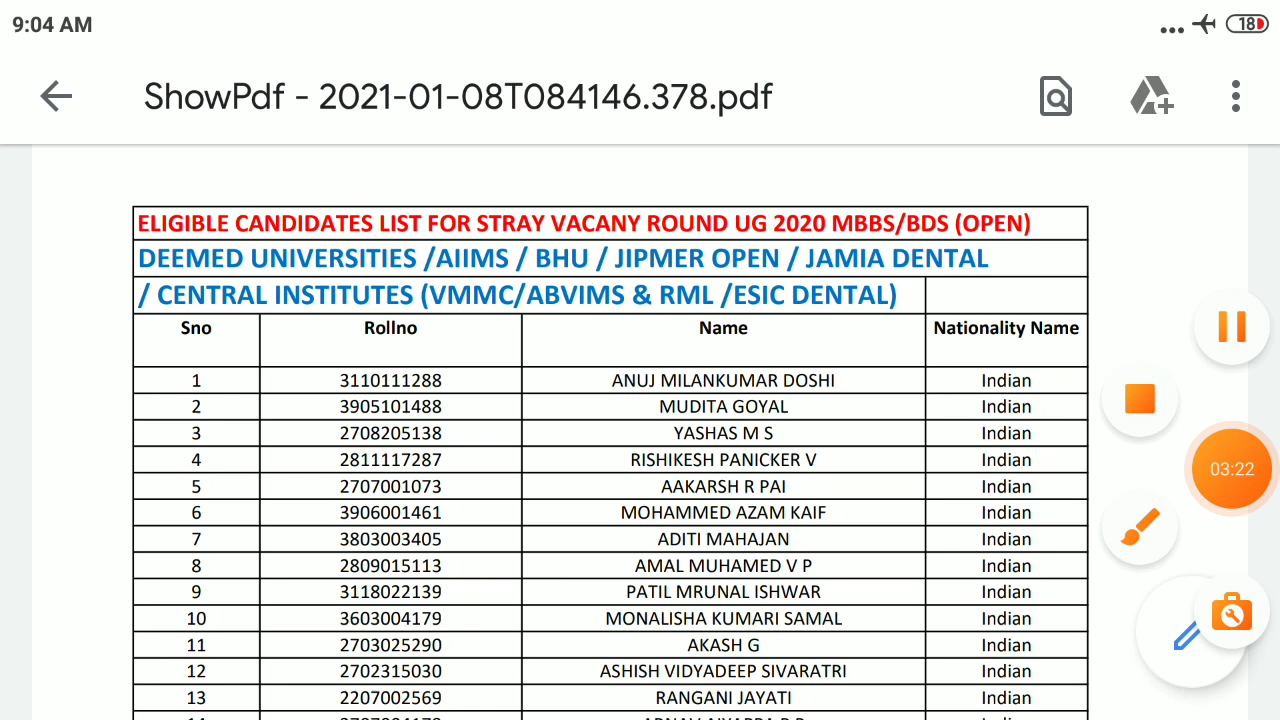 9:04 AM
18
ShowPdf - 2021-01-08T084146.378.pdf
ELIGIBLE CANDIDATES LIST FOR STRAY VACANY ROUND UG 2020 MBBS/BDS (OPEN)
DEEMED UNIVERSITIES /AIIMS / BHU / JIPMER OPEN / JAMIA DENTAL
/ CENTRAL INSTITUTES (VMMC/ABVIMS & RML /ESIC DENTAL)
Sno Rollno Name Nationality Name
1 3110111288 ANUJ MILANKUMAR DOSHI Indian
2 3905101488 MUDITA GOYAL Indian
3 2708205138 YASHAS M S Indian
4 2811117287 RISHIKESH PANICKER V Indian
5 2707001073 AAKARSH R PAI Indian
6 3906001461 MOHAMMED AZAM KAIF Indian
7 3803003405 ADITI MAHAJAN Indian
8 2809015113 AMAL MUHAMED V P Indian
9 3118022139 PATIL MRUNAL ISHWAR Indian
10 3603004179 MONALISHA KUMARI SAMAL Indian
11 2703025290 AKASH G Indian
12 2702315030 ASHISH VIDYADEEP SIVARATRI Indian
13 2207002569 RANGANI JAYATI Indian
03:22